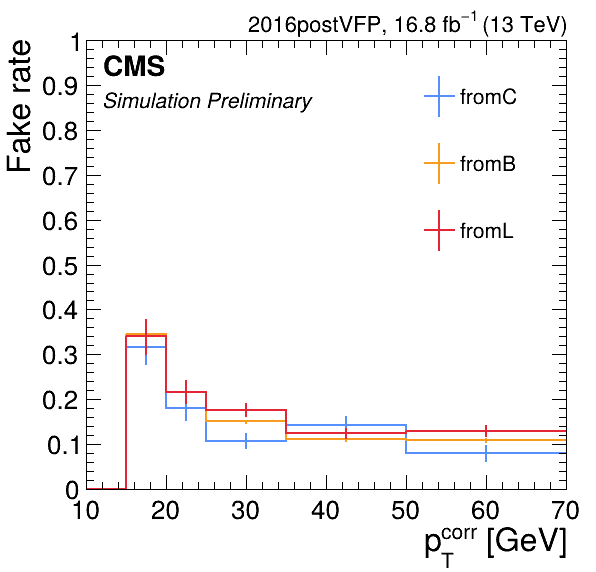 2016postVFP, 16.8 fb⁻¹ (13 TeV)
CMS
Simulation Preliminary
fromC
fromB
fromL
Fake rate
1
0.9
0.8
0.7
0.6
0.5
0.4
0.3
0.2
0.1
0
10 20 30 40 50 60 70
p_T^corr [GeV]